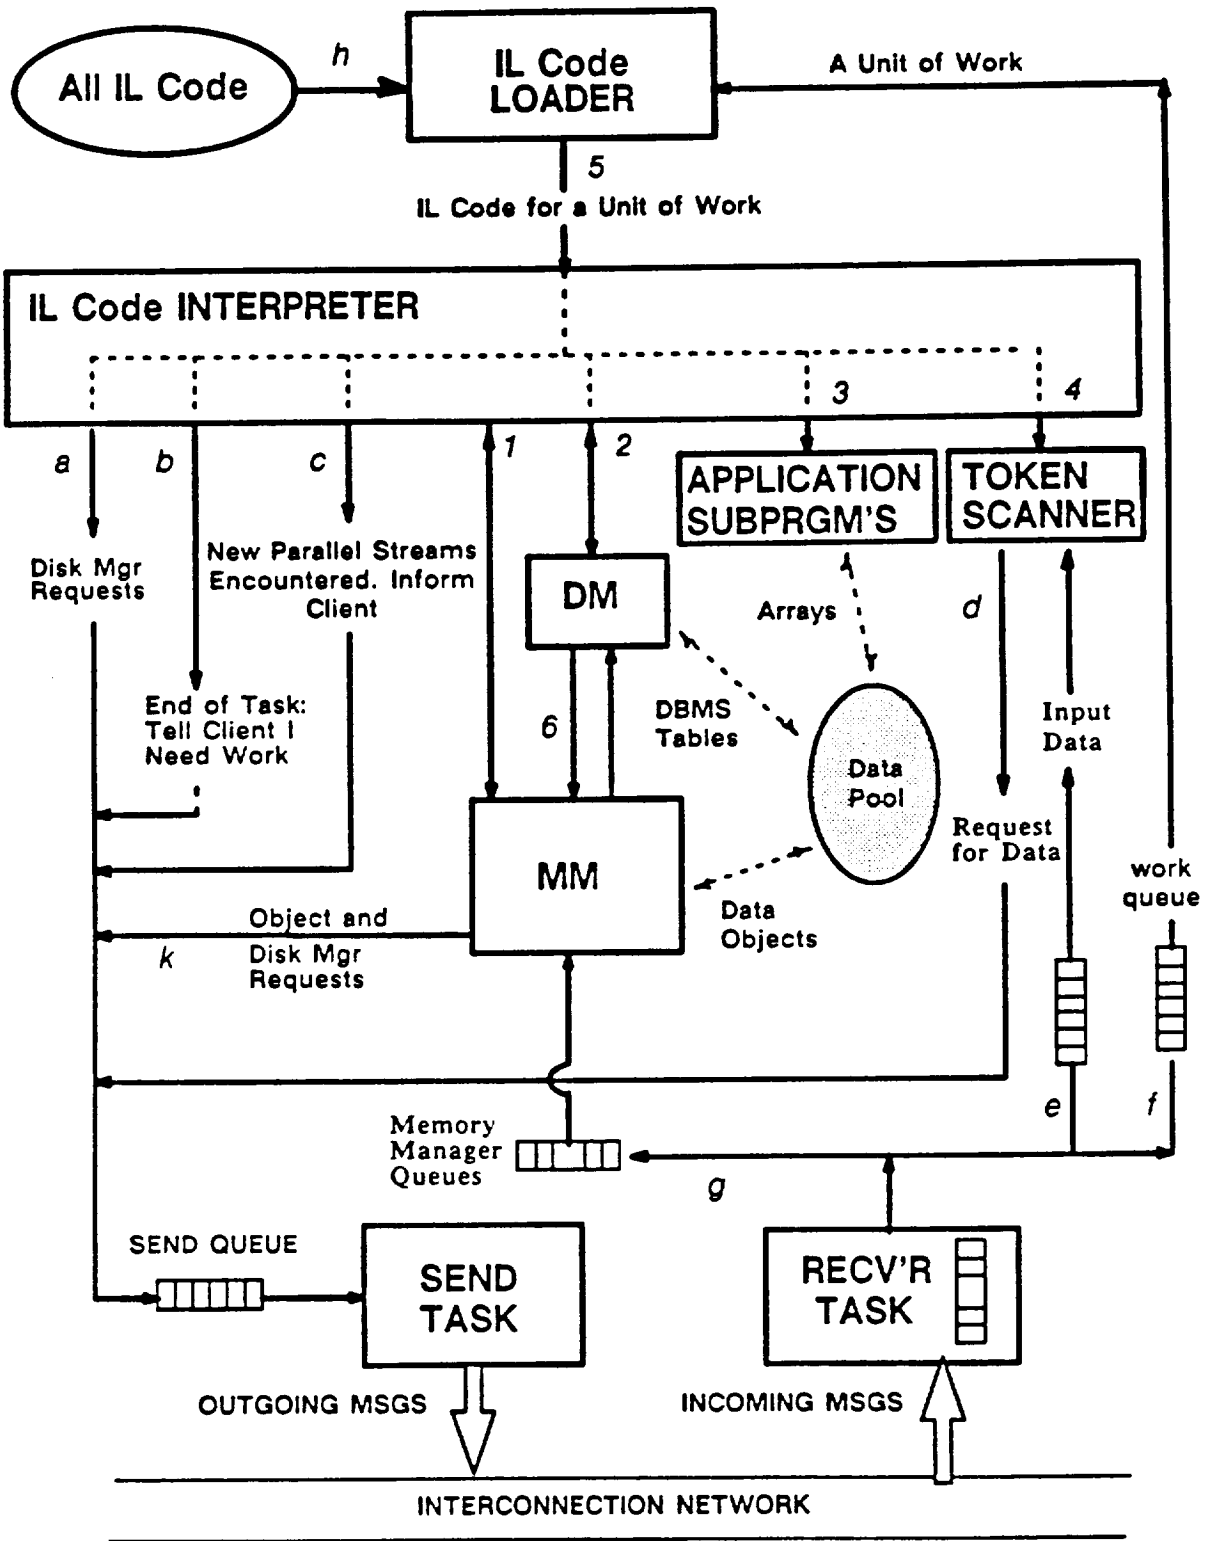 h
All IL Code
IL Code
LOADER
A Unit of Work
5
IL Code for a Unit of Work
IL Code INTERPRETER
3
4
a
b
c
1
2
APPLICATION
SUBPRGM'S
TOKEN
SCANNER
Disk Mgr
Requests
New Parallel Streams
Encountered. Inform
Client
DM
Arrays
d
End of Task:
Tell Client I
Need Work
6
DBMS
Tables
Data
Pool
Input
Data
Request
for Data
MM
work
queue
Object and
k
Disk Mgr
Requests
Data
Objects
e
f
Memory
Manager
Queues
g
SEND QUEUE
SEND
TASK
RECV'R
TASK
OUTGOING MSGS
INCOMING MSGS
INTERCONNECTION NETWORK